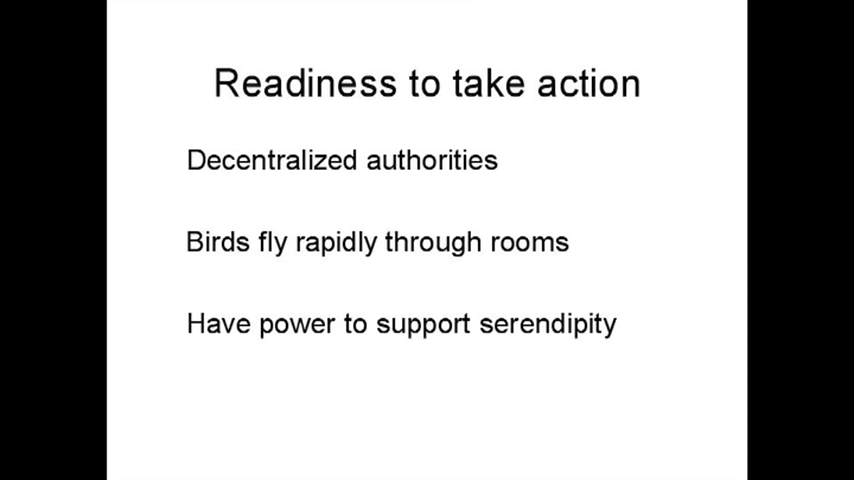 Readiness to take action
Decentralized authorities
Birds fly rapidly through rooms
Have power to support serendipity